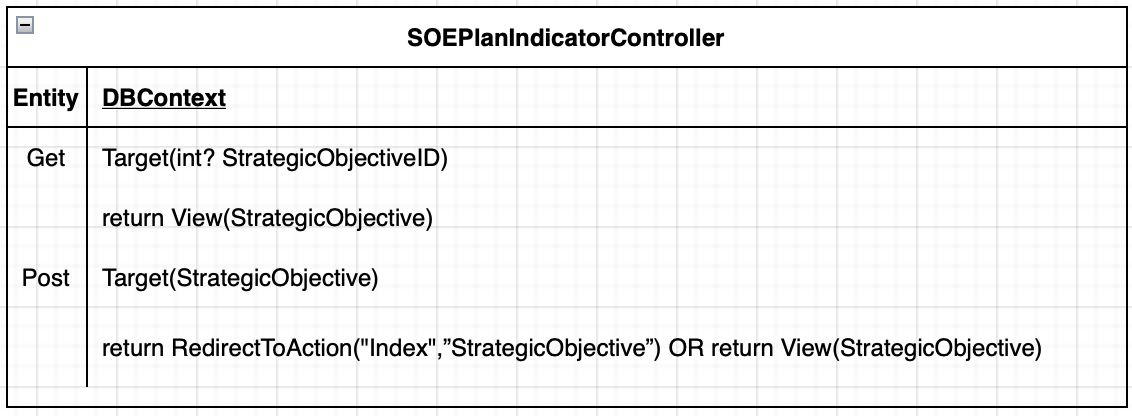 SOEPlanIndicatorController
Entity DBContext
Get Target(int? StrategicObjectiveID)
return View(StrategicObjective)
Post Target(StrategicObjective)
return RedirectToAction("Index",”StrategicObjective”) OR return View(StrategicObjective)